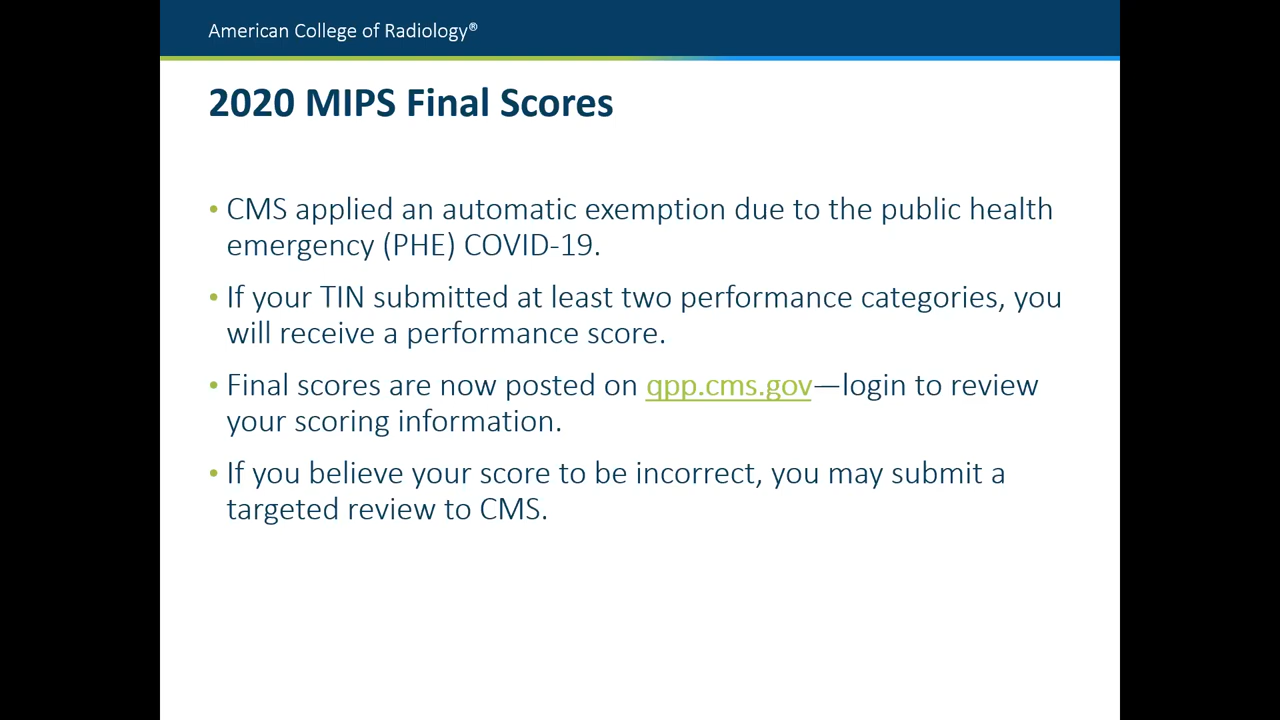 American College of Radiology®
2020 MIPS Final Scores
• CMS applied an automatic exemption due to the public health
emergency (PHE) COVID-19.
• If your TIN submitted at least two performance categories, you
will receive a performance score.
• Final scores are now posted on qpp.cms.gov—login to review
your scoring information.
• If you believe your score to be incorrect, you may submit a
targeted review to CMS.